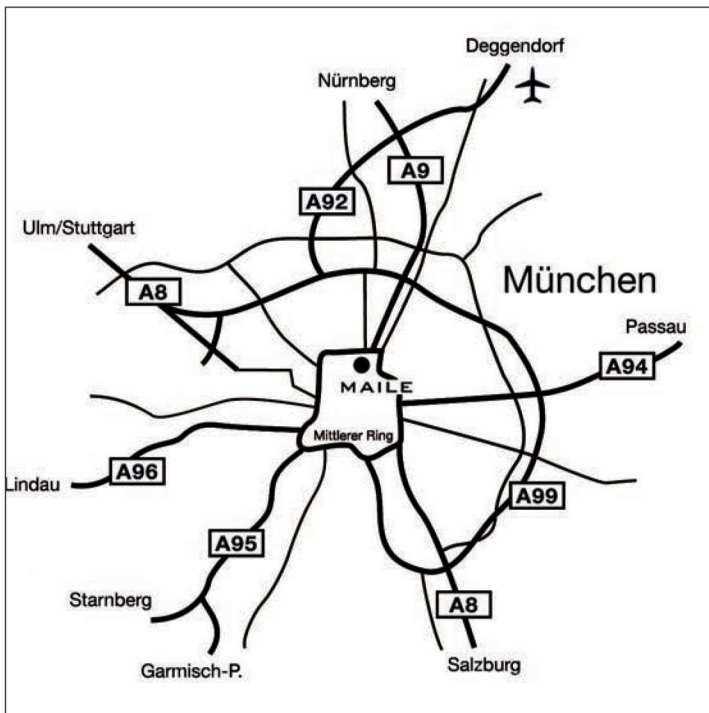 Deggendorf
Nürnberg
A9
A92
Ulm/Stuttgart
A8
München
Passau
A94
MAILE
Mittlerer Ring
A96
Lindau
A99
A95
Starnberg
A8
Garmisch-P.
Salzburg